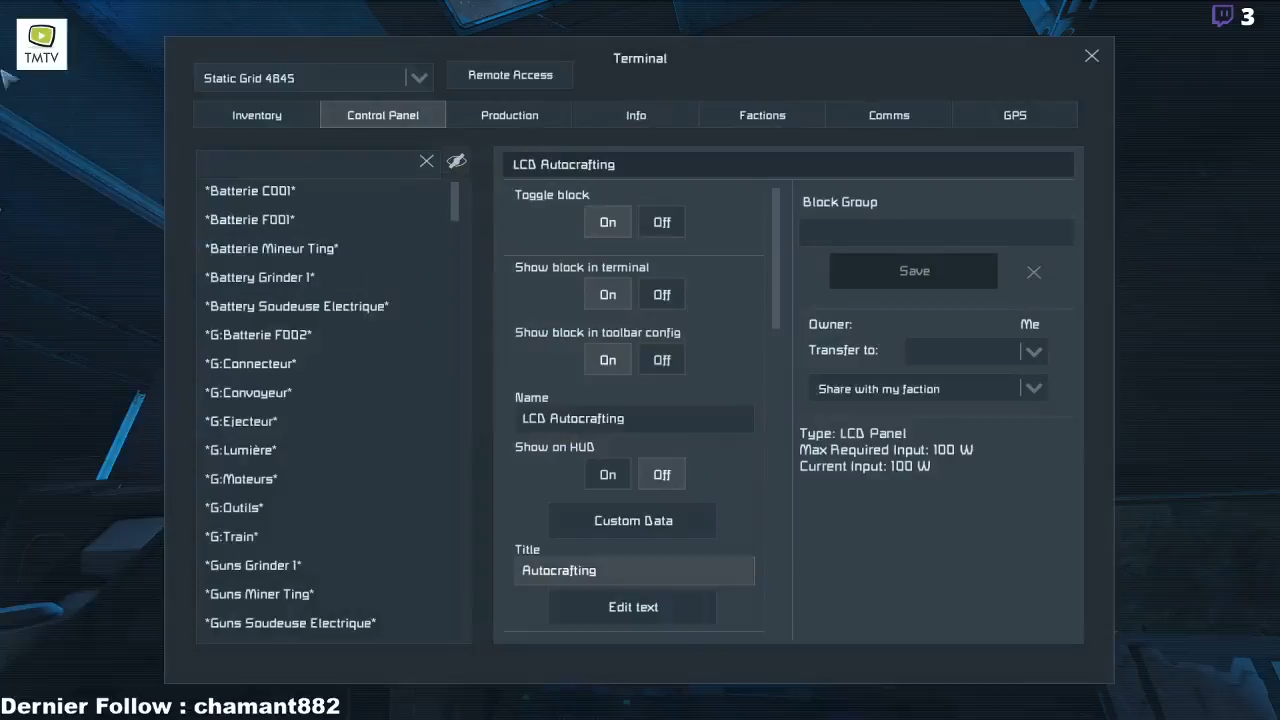 3
TMTV
Terminal
Static Grid 4845
Remote Access
Inventory
Control Panel
Production
Info
Factions
Comms
GPS
*Batterie C001*
*Batterie F001*
*Batterie Mineur Ting*
*Battery Grinder 1*
*Battery Soudeuse Electrique*
*G:Batterie F002*
*G:Connecteur*
*G:Convoyeur*
*G:Ejecteur*
*G:Lumière*
*G:Moteurs*
*G:Outils*
*G:Train*
*Guns Grinder 1*
*Guns Miner Ting*
*Guns Soudeuse Electrique*
LCD Autocrafting
Toggle block
On Off
Show block in terminal
On Off
Show block in toolbar config
On Off
Name
LCD Autocrafting
Show on HUD
On Off
Custom Data
Title
Autocrafting
Edit text
Block Group
Save
Owner: Me
Transfer to:
Share with my faction
Type: LCD Panel
Max Required Input: 100 W
Current Input: 100 W
Dernier Follow : chamant882